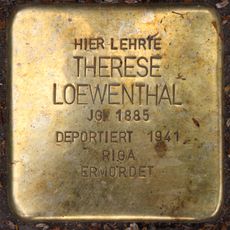 HIER LEHRTE
THERESE
LOEWENTHAL
JG. 1885
DEPORTIERT 1941
RIGA
ERMORDET